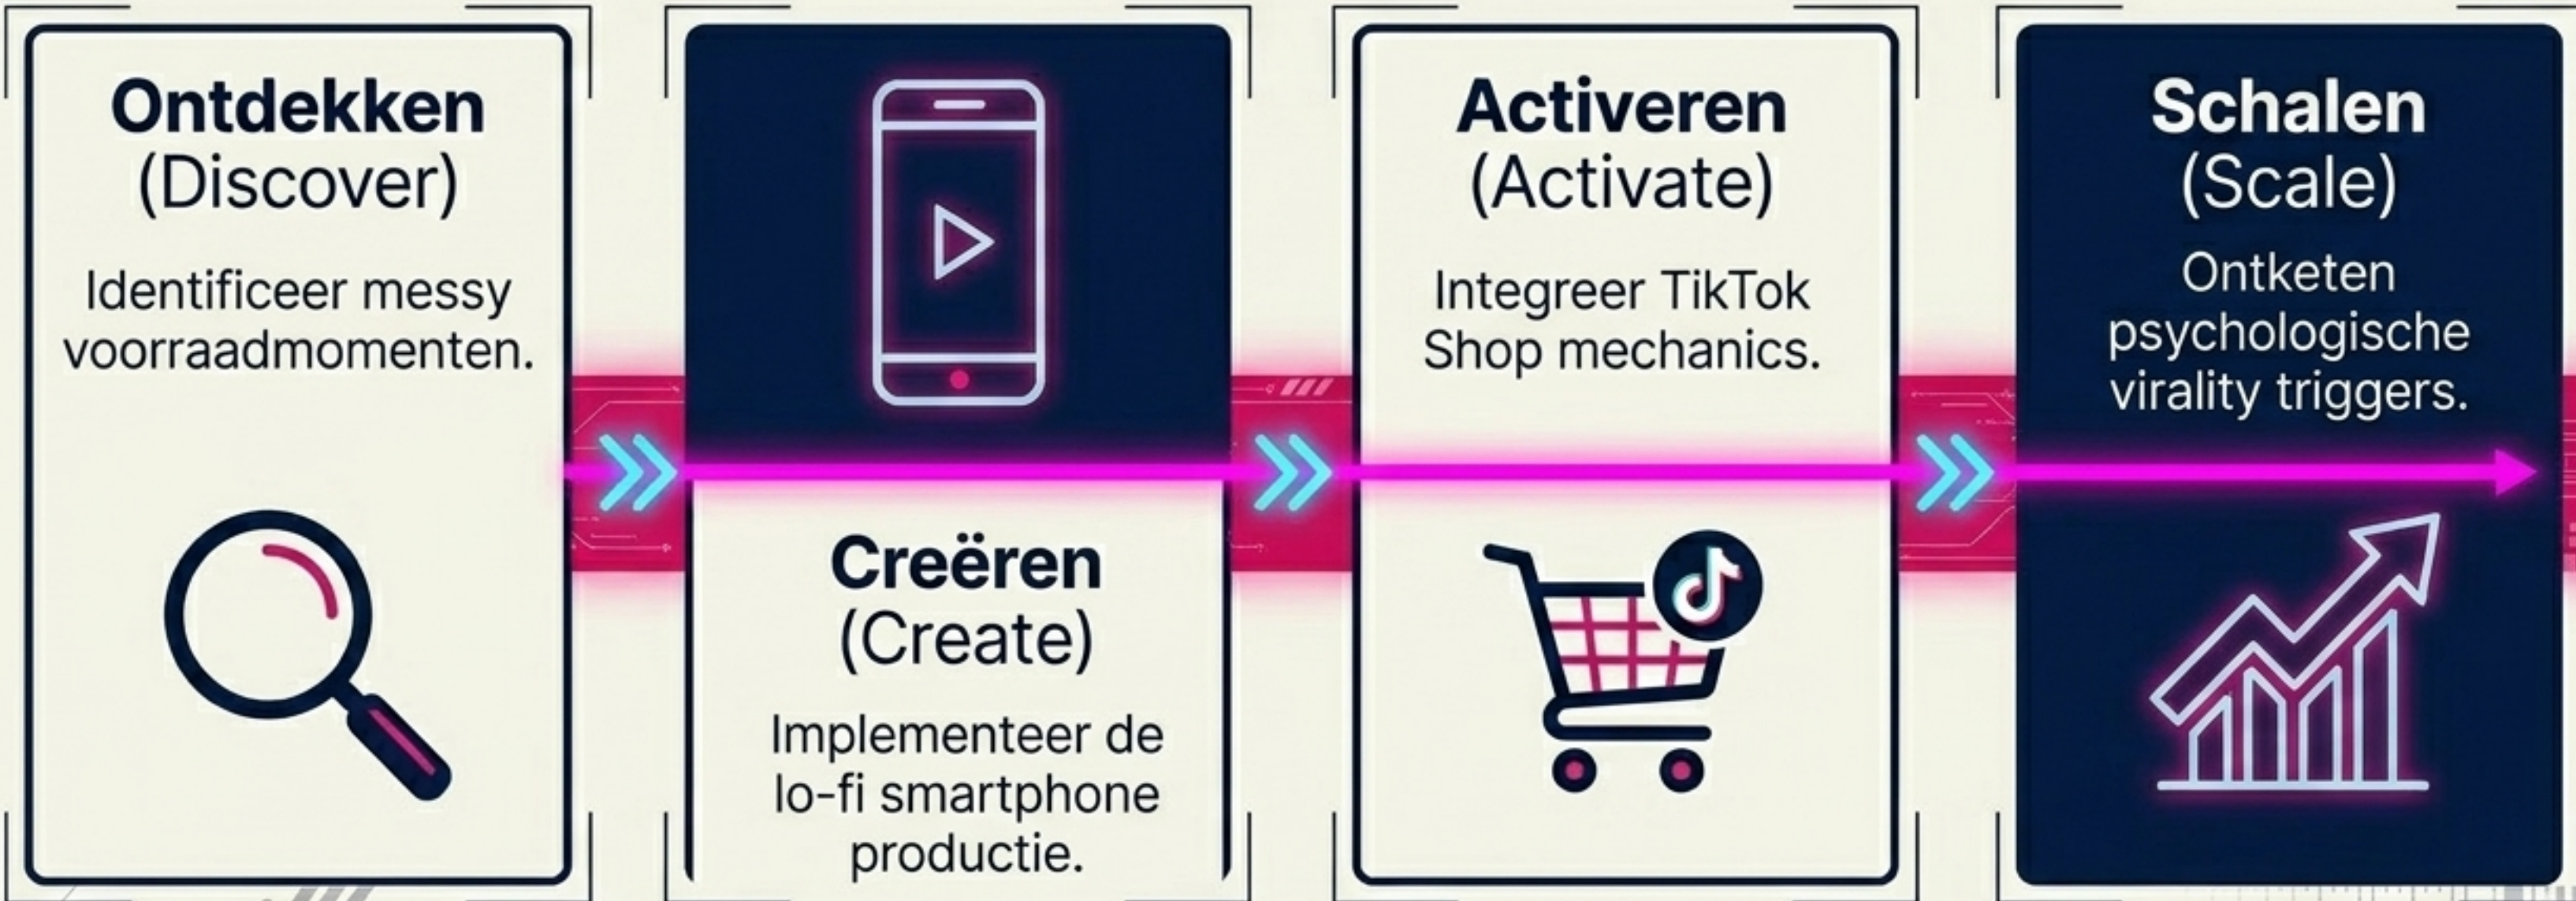 Ontdekken
(Discover)
Identificeer messy
voorraadmomenten.
Creëren
(Create)
Implementeer de
lo-fi smartphone
productie.
Activeren
(Activate)
Integreer TikTok
Shop mechanics.
Schalen
(Scale)
Ontketen
psychologische
virality triggers.